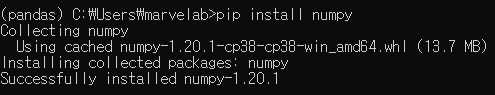 (pandas) C:₩Users₩marvelab>pip install numpy
Collecting numpy
  Using cached numpy-1.20.1-cp38-cp38-win_amd64.whl (13.7 MB)
Installing collected packages: numpy
Successfully installed numpy-1.20.1